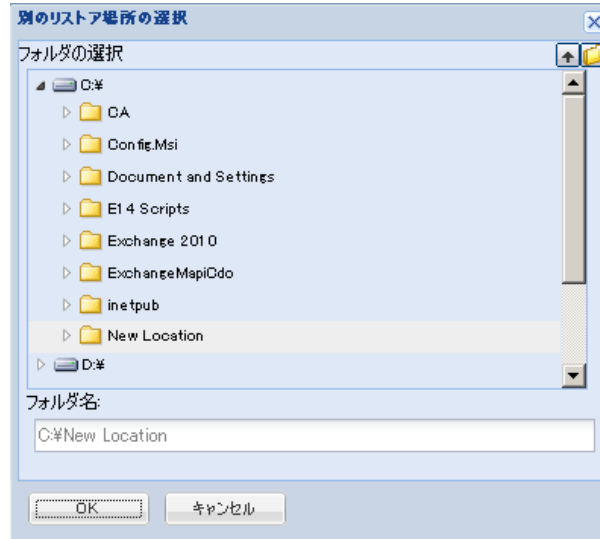 別のリストア場所の選択
フォルダの選択
C:¥
CA
Config.Msi
Document and Settings
E14 Scripts
Exchange 2010
ExchangeMapiCdo
inetpub
New Location
D:¥
フォルダ名:
C:¥New Location
OK
キャンセル